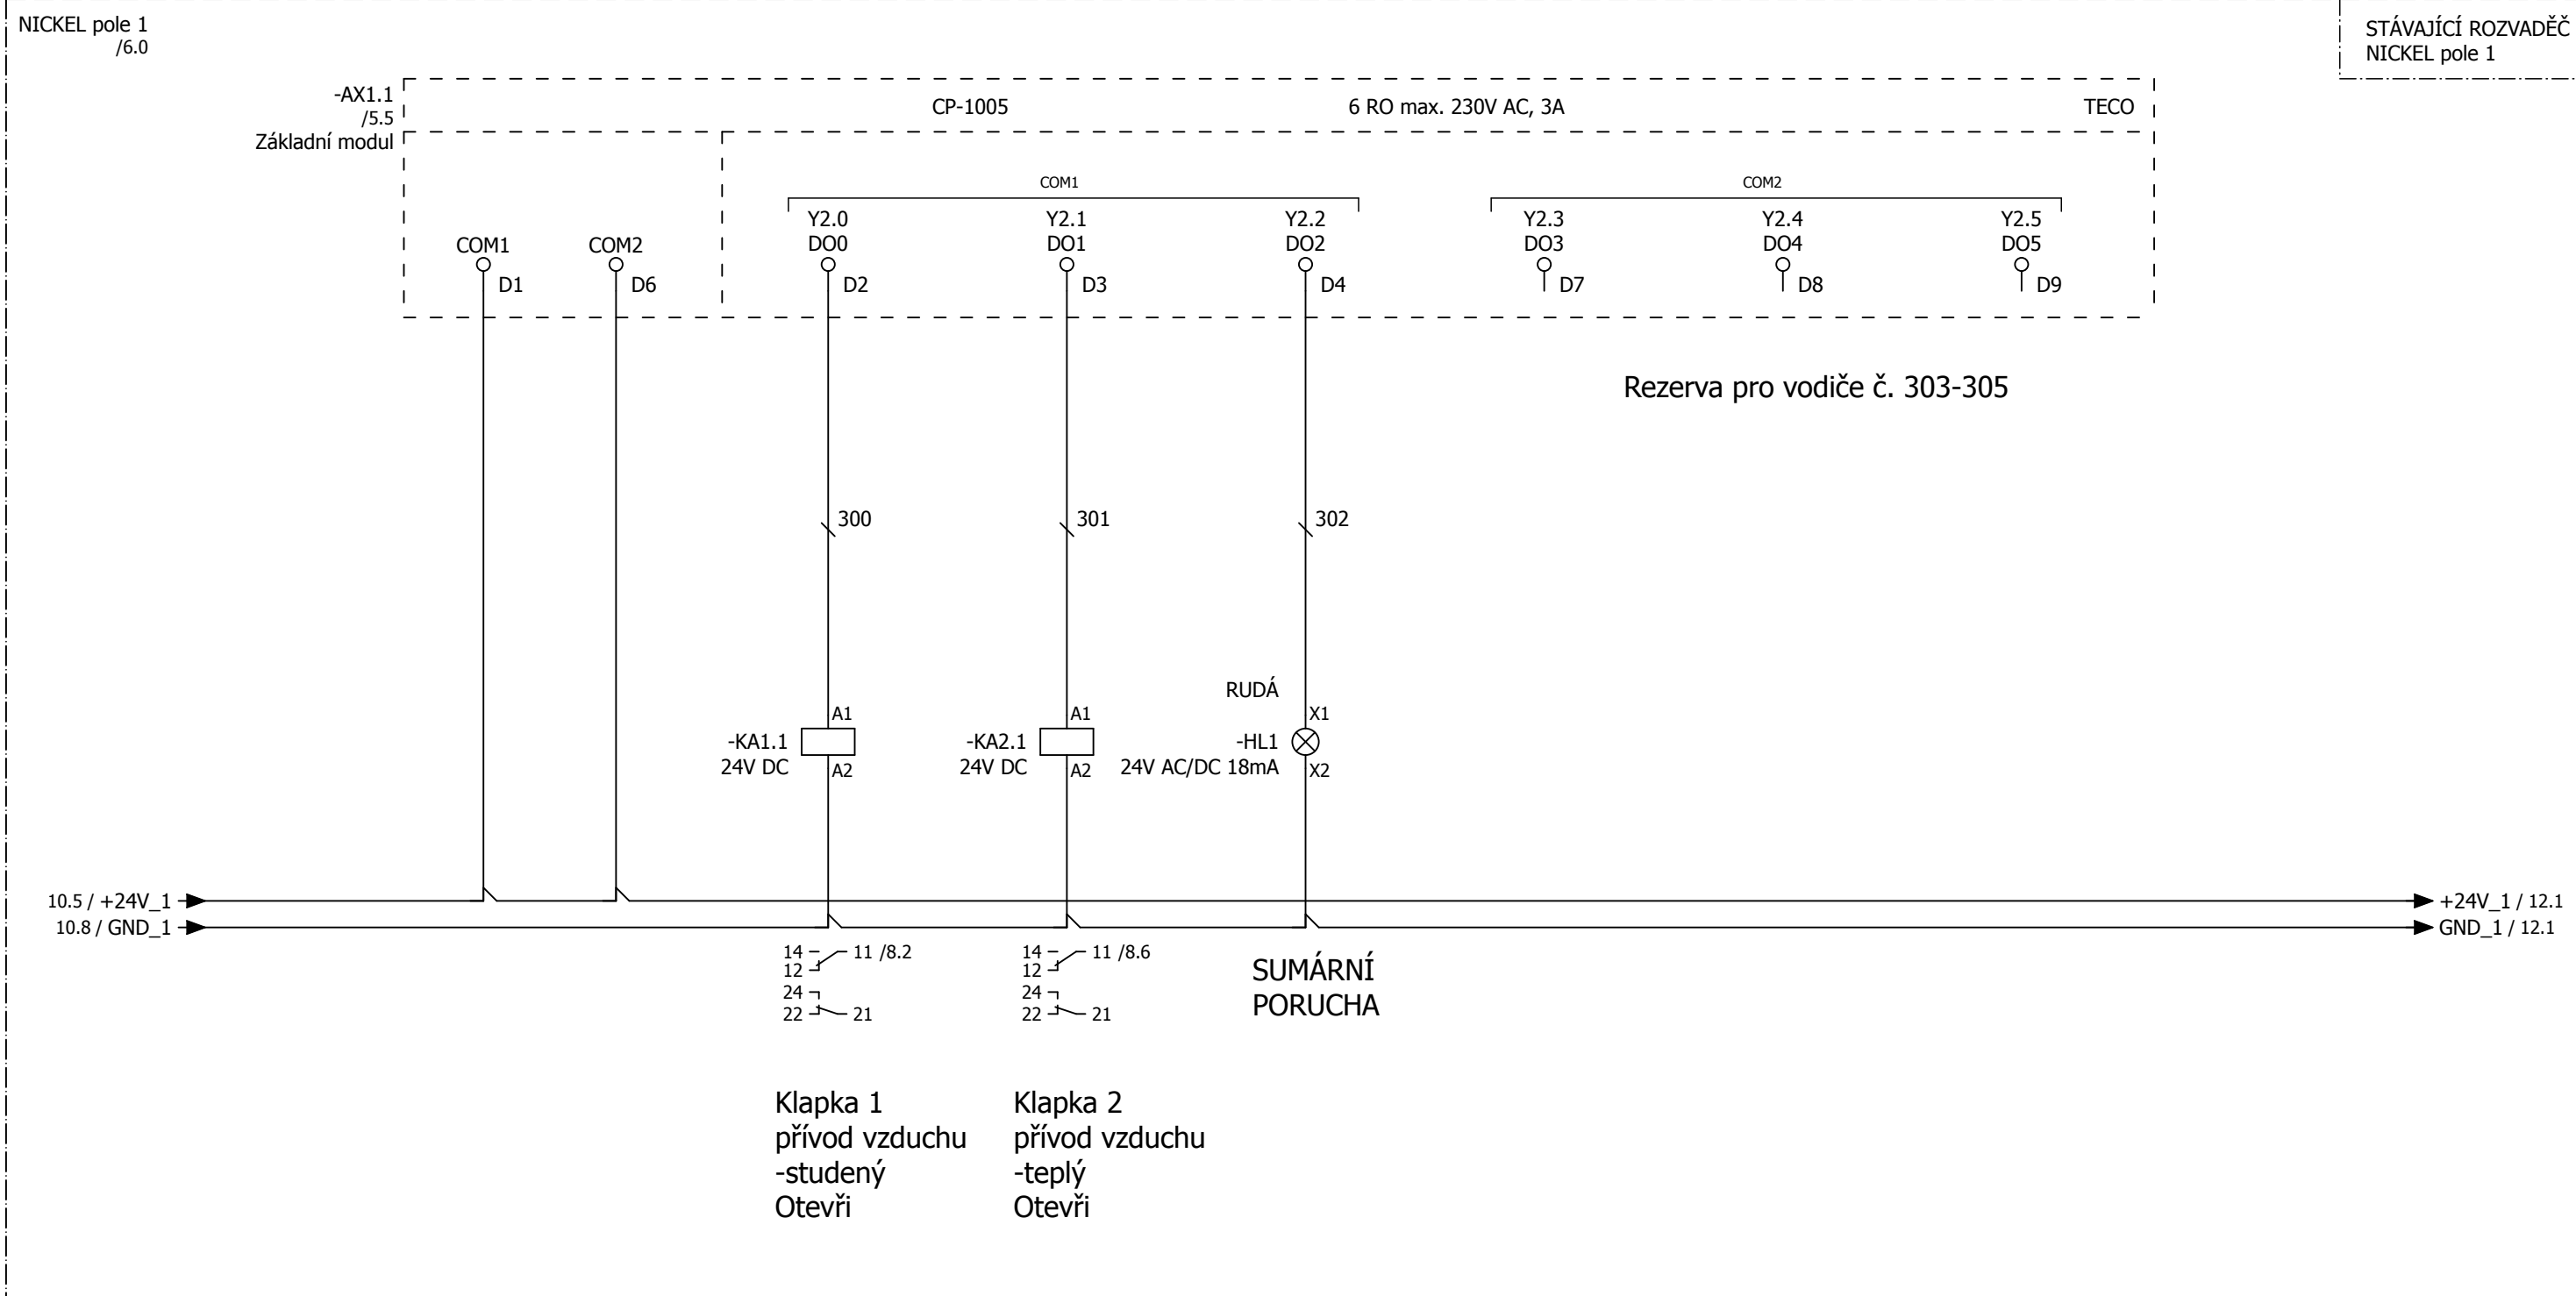 NICKEL pole 1
/6.0
STÁVAJÍCÍ ROZVADĚČ
NICKEL pole 1
-AX1.1
/5.5
Základní modul
CP-1005 6 RO max. 230V AC, 3A TECO
COM1 COM2
Y2.0 Y2.1 Y2.2 Y2.3 Y2.4 Y2.5
COM1 COM2 DO0 DO1 DO2 DO3 DO4 DO5
D1 D6 D2 D3 D4 D7 D8 D9
Rezerva pro vodiče č. 303-305
300 301 302
RUDÁ
A1 A1 X1
-KA1.1 -KA2.1 -HL1
24V DC A2 24V DC A2 24V AC/DC 18mA X2
10.5 / +24V_1 +24V_1 / 12.1
10.8 / GND_1 GND_1 / 12.1
14 11 /8.2 14 11 /8.6
12 12
24 24
22 21 22 21
SUMÁRNÍ
PORUCHA
Klapka 1
přívod vzduchu
-studený
Otevři
Klapka 2
přívod vzduchu
-teplý
Otevři